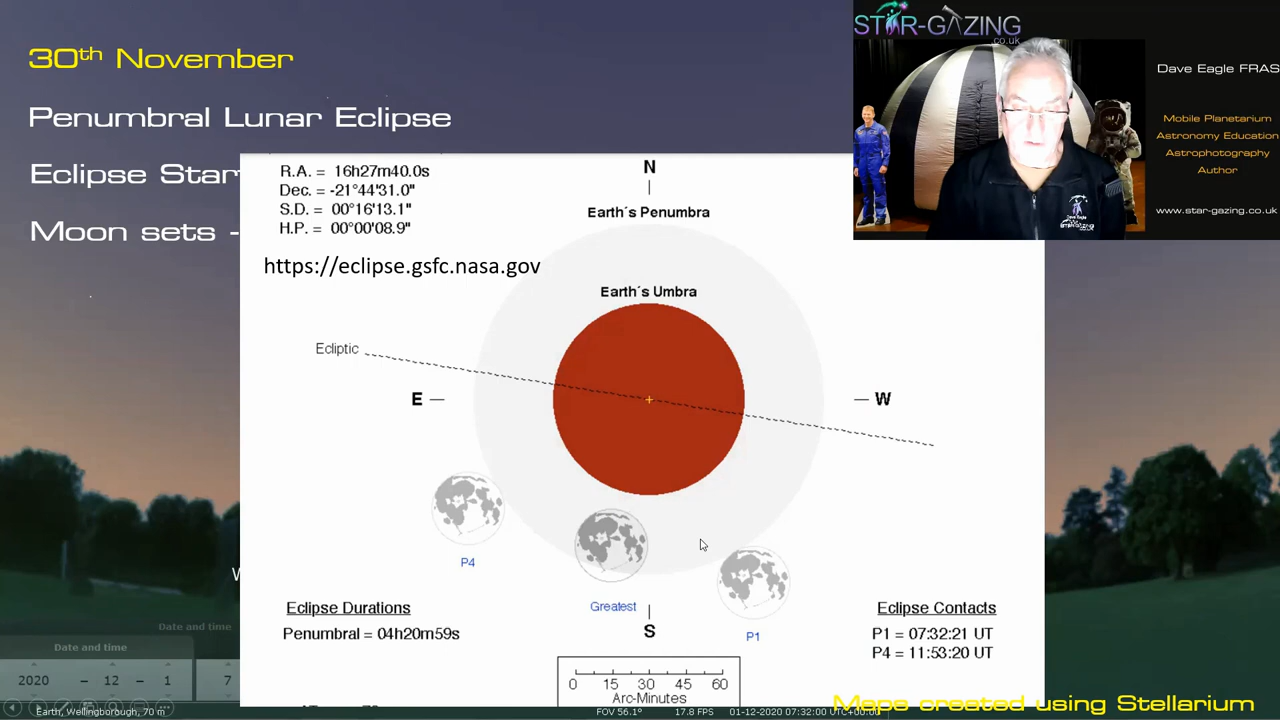 30th November
Penumbral Lunar Eclipse
Eclipse Star
Moon sets -
STAR-GAZING
co.uk
Dave Eagle FRAS
Mobile Planetarium
Astronomy Education
Astrophotography
Author
www.star-gazing.co.uk
R.A. = 16h27m40.0s
Dec. = -21°44'31.0"
S.D. = 00°16'13.1"
H.P. = 00°00'08.9"
https://eclipse.gsfc.nasa.gov
N
Earth´s Penumbra
Earth´s Umbra
Ecliptic
E
W
P4
Greatest
P1
S
Eclipse Durations
Penumbral = 04h20m59s
Eclipse Contacts
P1 = 07:32:21 UT
P4 = 11:53:20 UT
0 15 30 45 60
Arc-Minutes
Date and time
Date and time
2020 - 12 - 1 7
Maps created using Stellarium
Earth, Wellingborough, 70 m
FOV 56.1° 17.8 FPS 01-12-2020 07:32:00 UTC+00:00